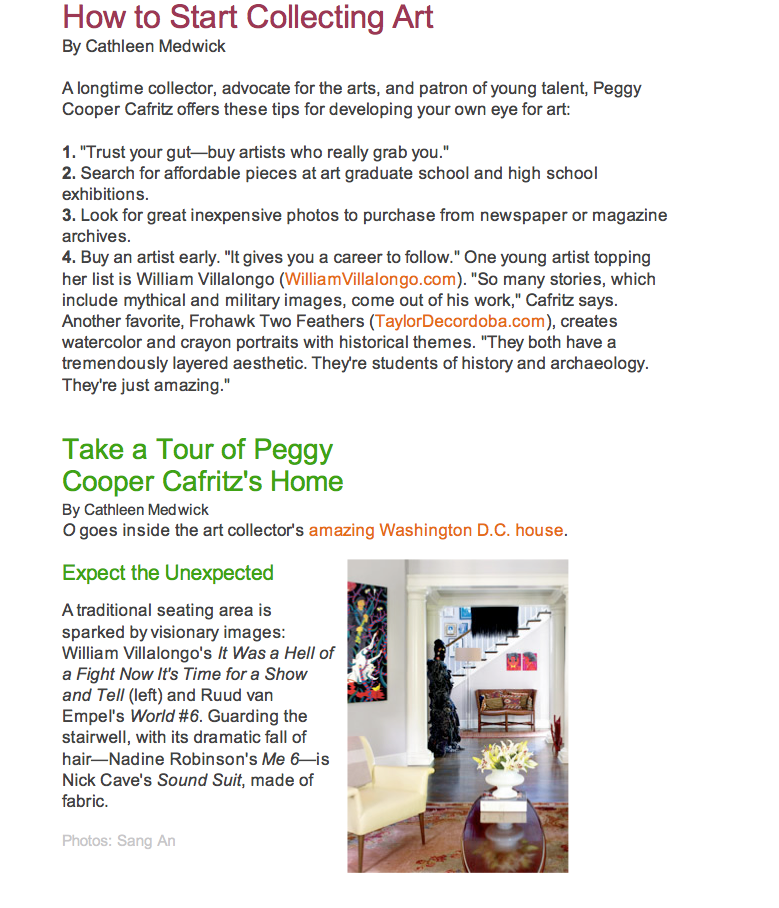 How to Start Collecting Art
By Cathleen Medwick
A longtime collector, advocate for the arts, and patron of young talent, Peggy
Cooper Cafritz offers these tips for developing your own eye for art:
1. "Trust your gut—buy artists who really grab you."
2. Search for affordable pieces at art graduate school and high school
exhibitions.
3. Look for great inexpensive photos to purchase from newspaper or magazine
archives.
4. Buy an artist early. "It gives you a career to follow." One young artist topping
her list is William Villalongo (WilliamVillalongo.com). "So many stories, which
include mythical and military images, come out of his work," Cafritz says.
Another favorite, Frohawk Two Feathers (TaylorDecordoba.com), creates
watercolor and crayon portraits with historical themes. "They both have a
tremendously layered aesthetic. They're students of history and archaeology.
They're just amazing."
Take a Tour of Peggy
Cooper Cafritz's Home
By Cathleen Medwick
O goes inside the art collector's amazing Washington D.C. house.
Expect the Unexpected
A traditional seating area is
sparked by visionary images:
William Villalongo's It Was a Hell of
a Fight Now It's Time for a Show
and Tell (left) and Ruud van
Empel's World #6. Guarding the
stairwell, with its dramatic fall of
hair—Nadine Robinson's Me 6—is
Nick Cave's Sound Suit, made of
fabric.
Photos: Sang An